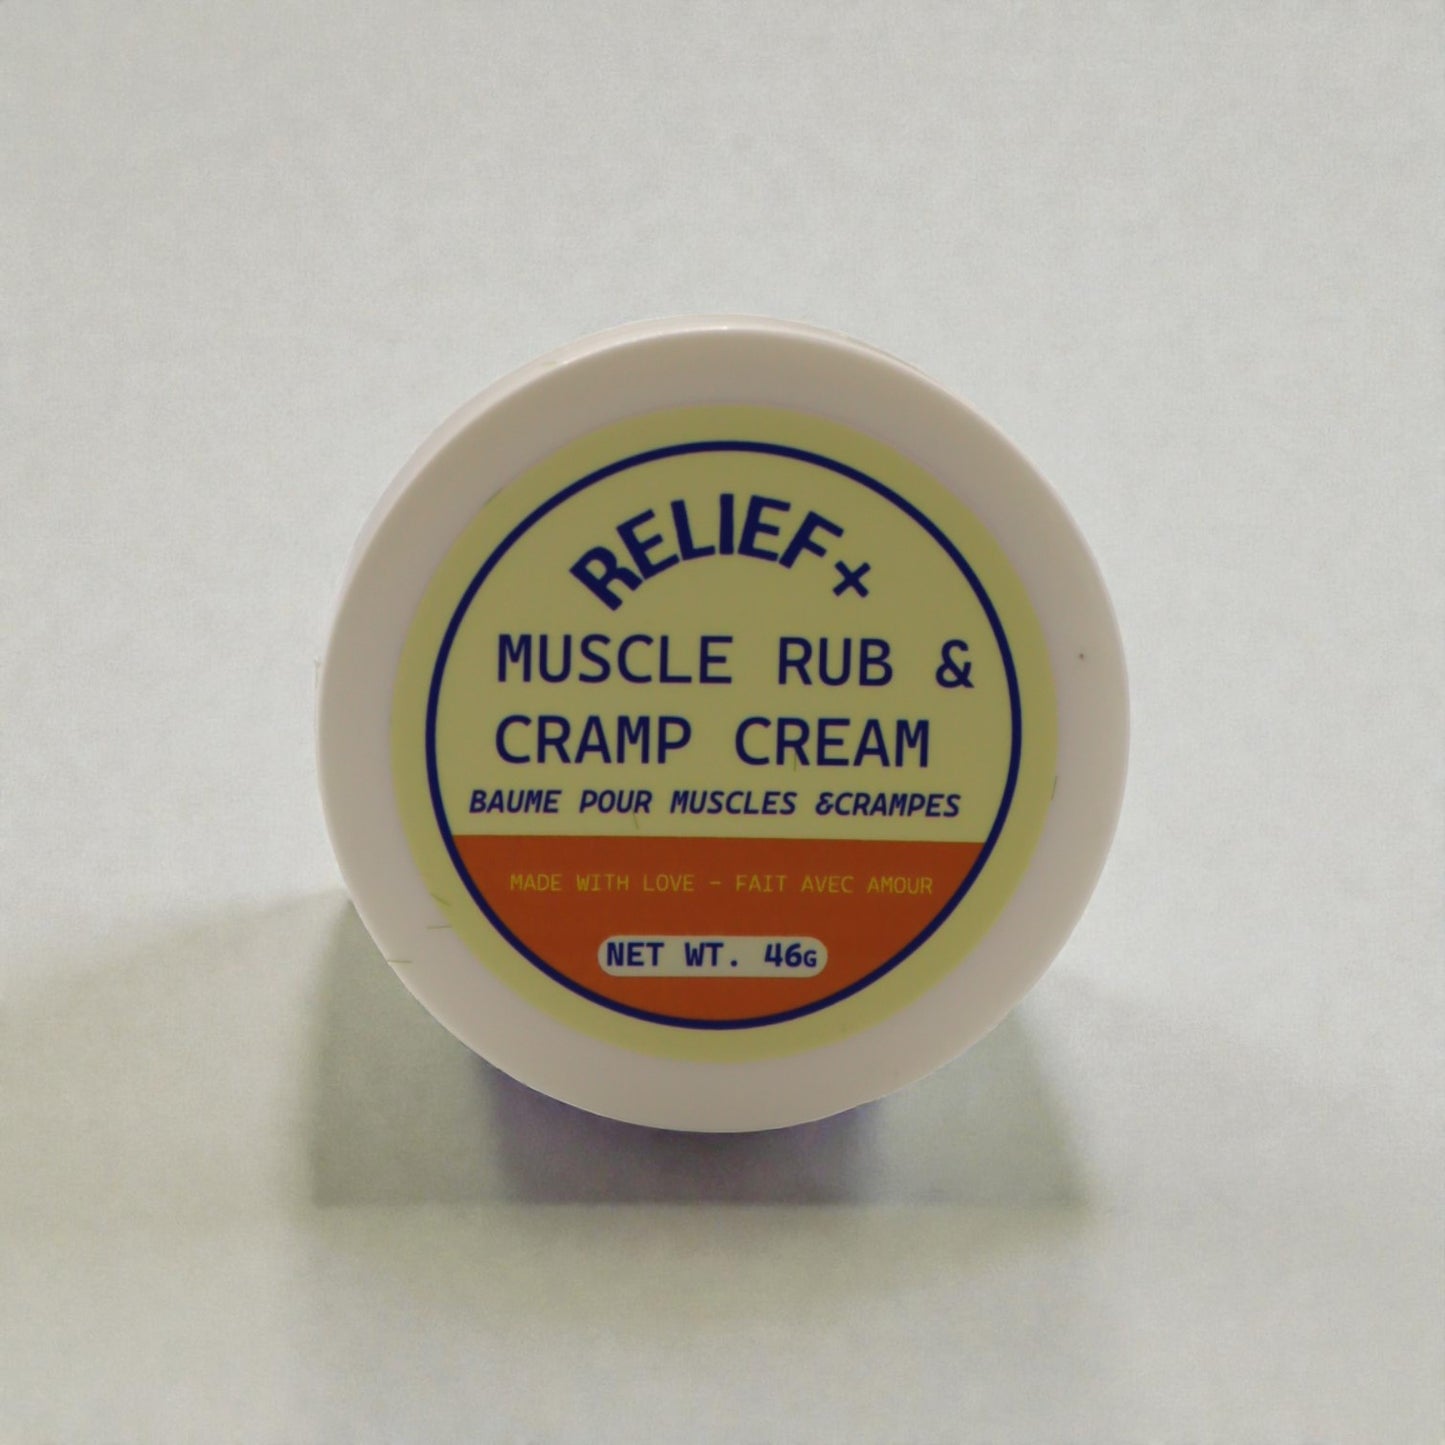 RELIEF+
MUSCLE RUB &
CRAMP CREAM
BAUME POUR MUSCLES &CRAMPES
MADE WITH LOVE - FAIT AVEC AMOUR
NET WT. 46G